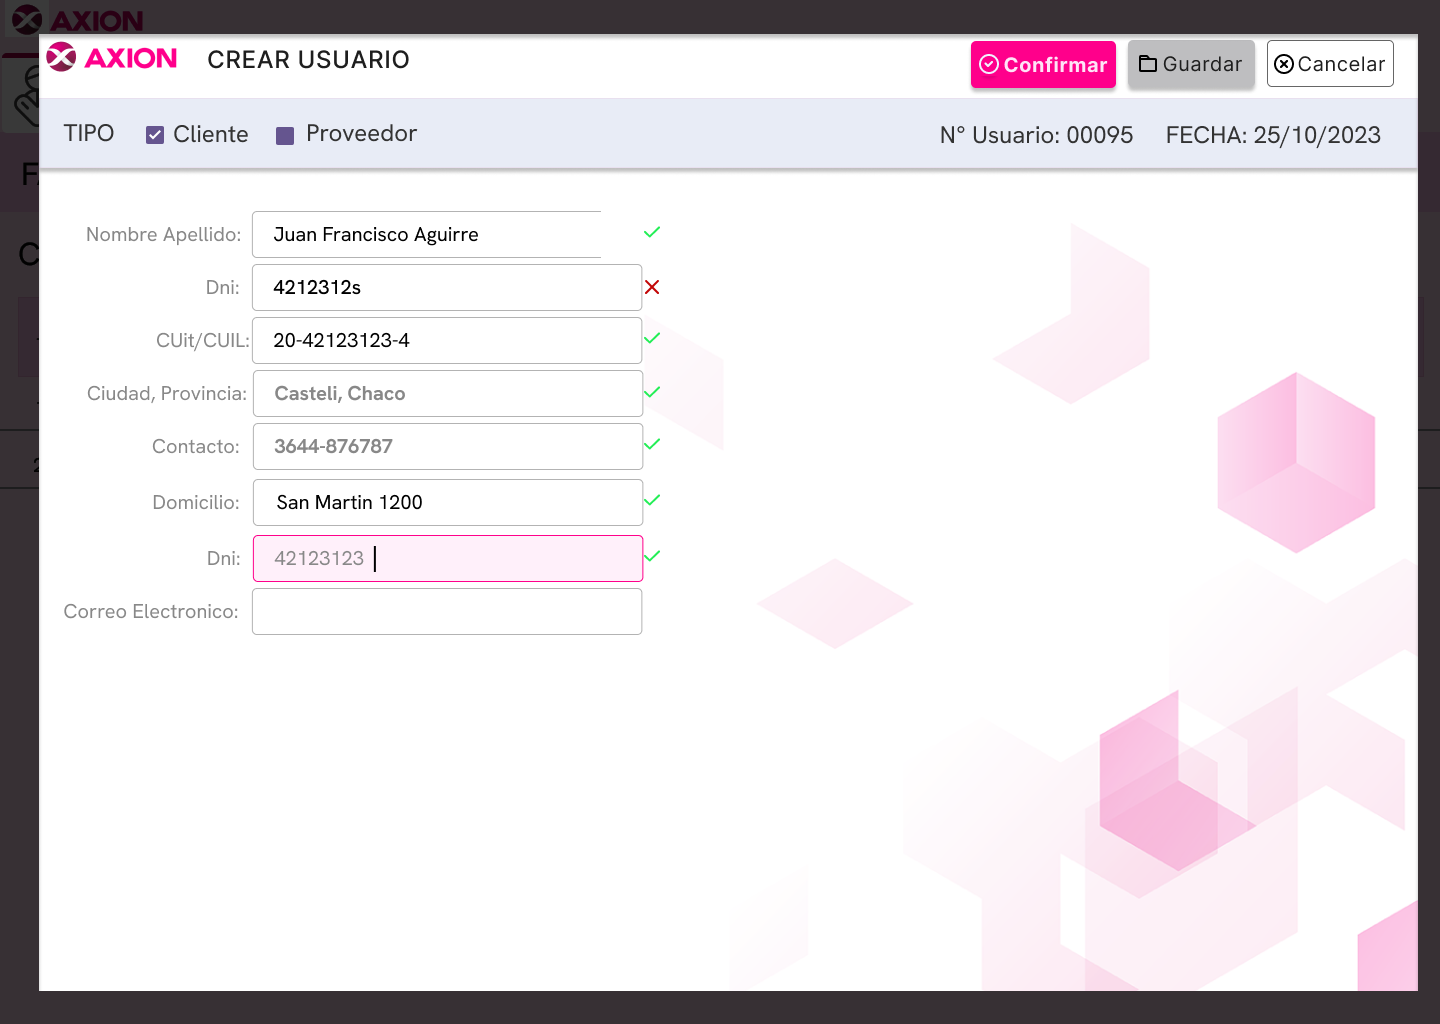 AXION
AXION CREAR USUARIO Confirmar Guardar Cancelar
TIPO Cliente Proveedor N° Usuario: 00095 FECHA: 25/10/2023
Nombre Apellido: Juan Francisco Aguirre
Dni: 4212312s
CUit/CUIL: 20-42123123-4
Ciudad, Provincia: Casteli, Chaco
Contacto: 3644-876787
Domicilio: San Martin 1200
Dni: 42123123
Correo Electronico: